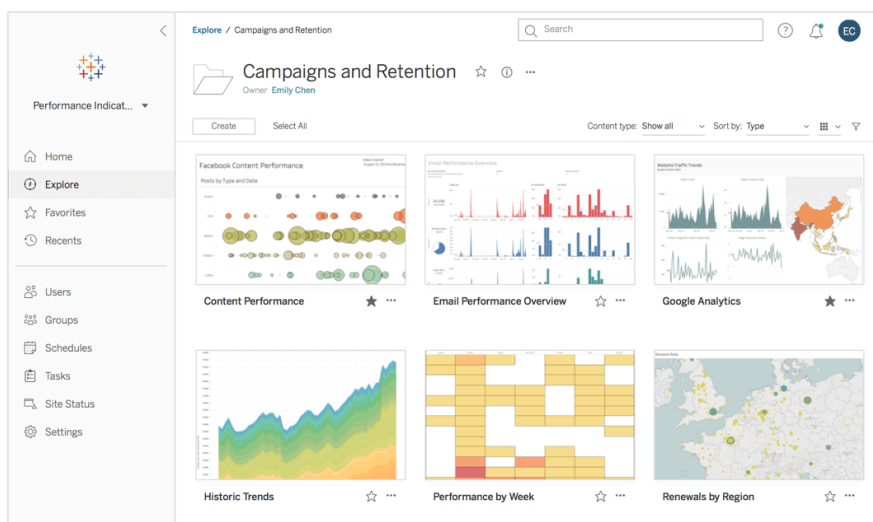 Explore / Campaigns and Retention
Search
?
EC
Campaigns and Retention
Owner Emily Chen
Performance Indicat...
Create
Select All
Content type: Show all
Sort by: Type
Home
Explore
Favorites
Recents
Users
Groups
Schedules
Tasks
Site Status
Settings
Facebook Content Performance
Posts by Type and Date
Content Performance
Email Performance Overview
Email Performance Overview
Website Traffic Trends
Google Analytics
Historic Trends
Performance by Week
Renewal Rate
Renewals by Region